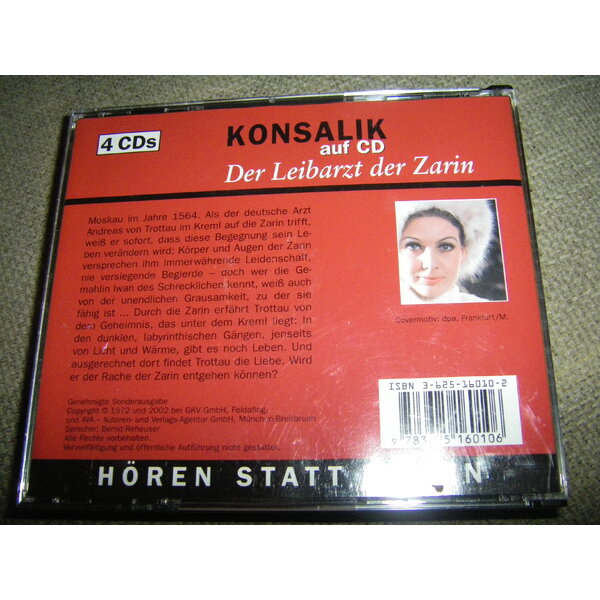 4 CDs
KONSALIK
auf CD
Der Leibarzt der Zarin
Moskau im Jahre 1564. Als der deutsche Arzt
Andreas von Trottau im Kreml auf die Zarin trifft,
weiß er sofort, dass diese Begegnung sein Le-
ben verändern wird: Körper und Augen der Zarin
versprechen ihm immerwährende Leidenschaft,
nie versiegende Begierde – doch wer die Ge-
mahlin Iwan des Schrecklichen kennt, weiß auch
von der unendlichen Grausamkeit, zu der sie
fähig ist ... Durch die Zarin erfährt Trottau von
dem Geheimnis, das unter dem Kreml liegt: In
den dunklen, labyrinthischen Gängen, jenseits
von Licht und Wärme, gibt es noch Leben. Und
ausgerechnet dort findet Trottau die Liebe. Wird
er der Rache der Zarin entgehen können?
Covermotiv: dpa, Frankfurt/M.
Genehmigte Sonderausgabe
Copyright © 1972 und 2002 bei GKV GmbH, Feldafing,
und AVA – Autoren- und Verlags-Agentur GmbH, München-Breitbrunn
Sprecher: Bernd Reheuser
Alle Rechte vorbehalten.
Vervielfältigung und öffentliche Aufführung nicht gestattet.
ISBN 3-625-16010-2
9 783 25 160106
HÖREN STATT